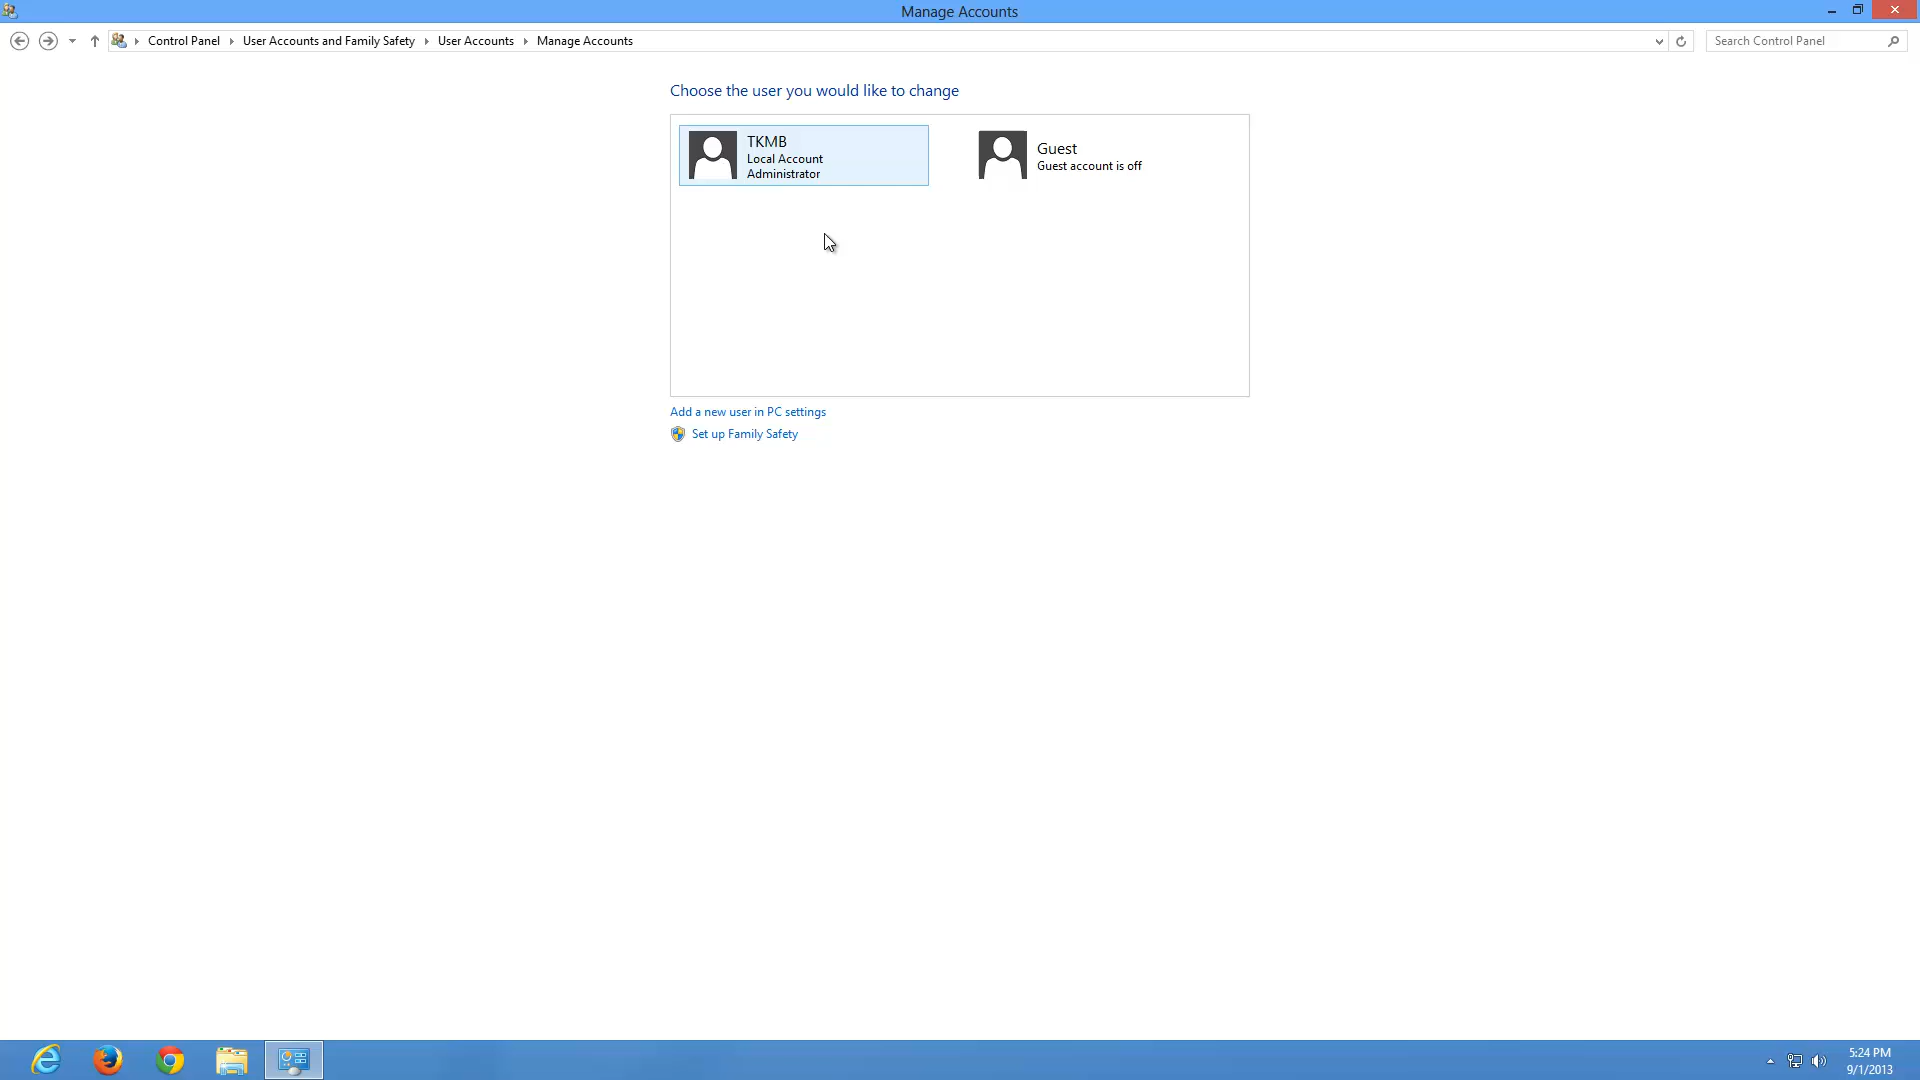 Manage Accounts
Control Panel User Accounts and Family Safety User Accounts Manage Accounts
Search Control Panel
Choose the user you would like to change
TKMB
Local Account
Administrator
Guest
Guest account is off
Add a new user in PC settings
Set up Family Safety
5:24 PM
9/1/2013